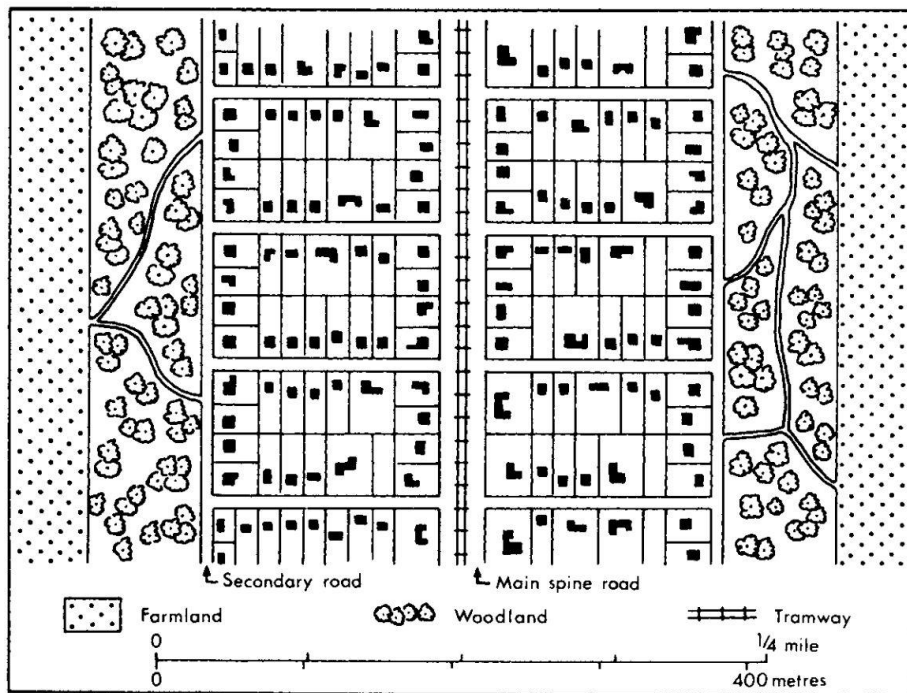 Secondary road
Main spine road
Farmland
Woodland
Tramway
0
1/4 mile
0
400 metres